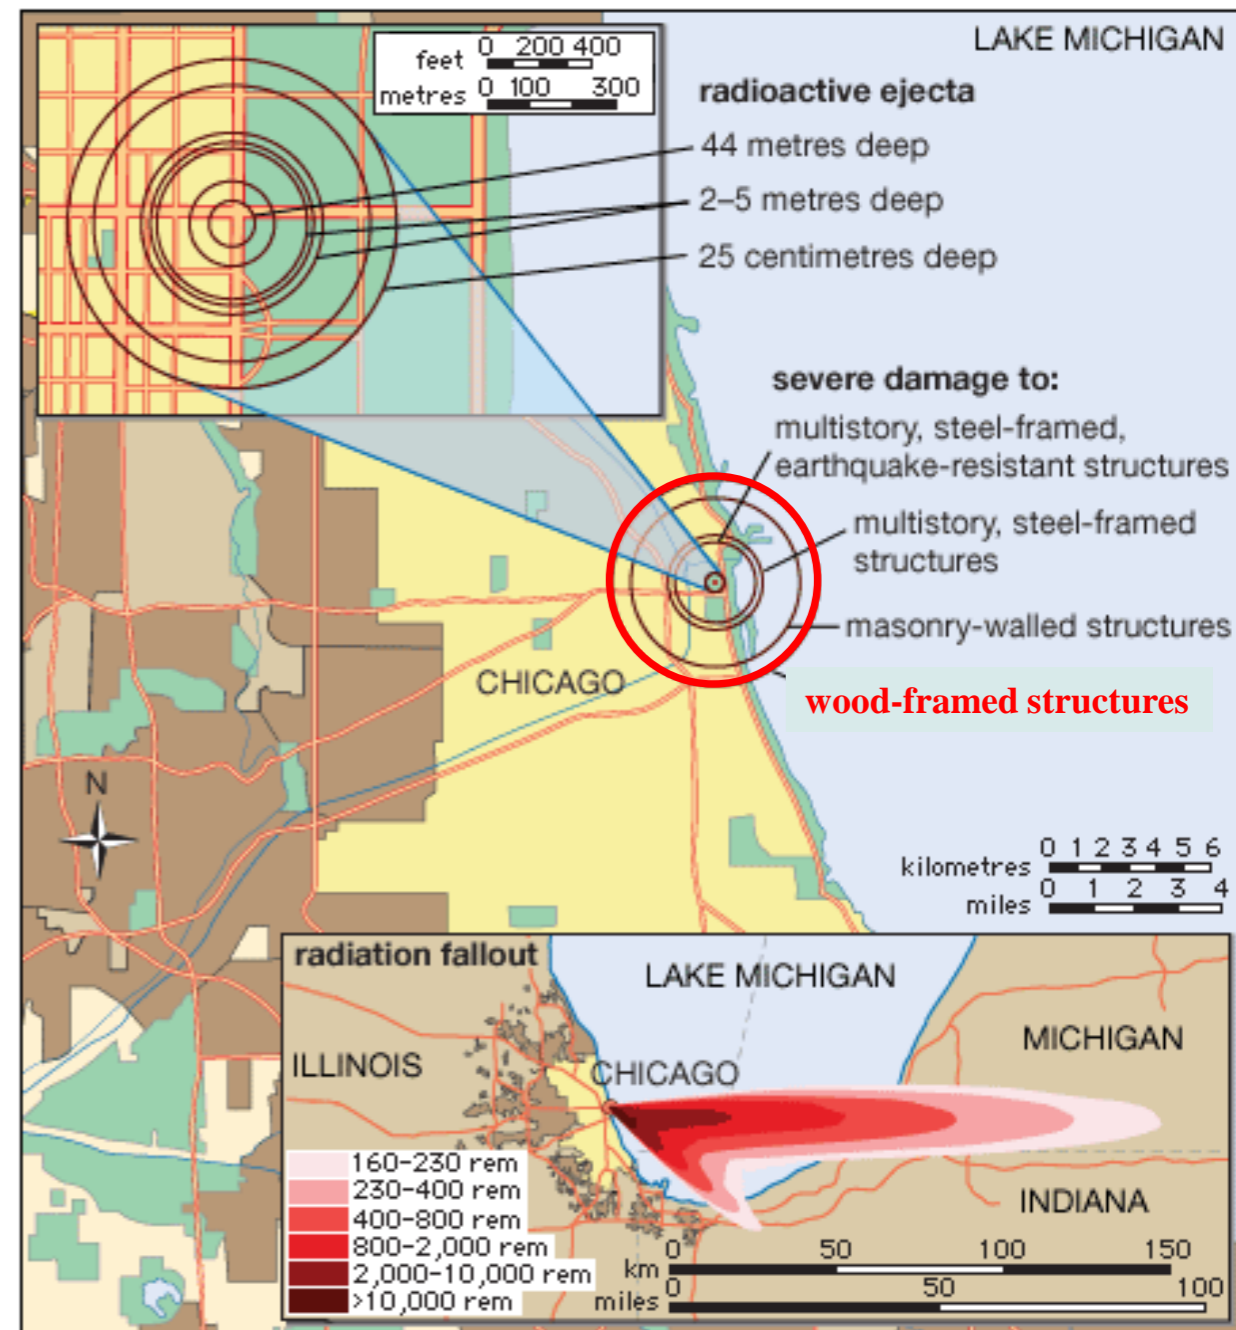 LAKE MICHIGAN
feet 0 200 400
metres 0 100 300
radioactive ejecta
44 metres deep
2–5 metres deep
25 centimetres deep
severe damage to:
multistory, steel-framed,
earthquake-resistant structures
multistory, steel-framed
structures
masonry-walled structures
CHICAGO
wood-framed structures
N
kilometres 0 1 2 3 4 5 6
miles 0 1 2 3 4
radiation fallout
LAKE MICHIGAN
MICHIGAN
ILLINOIS
CHICAGO
INDIANA
160–230 rem
230–400 rem
400–800 rem
800–2,000 rem
2,000–10,000 rem
>10,000 rem
km 0 50 100 150
miles 0 50 100